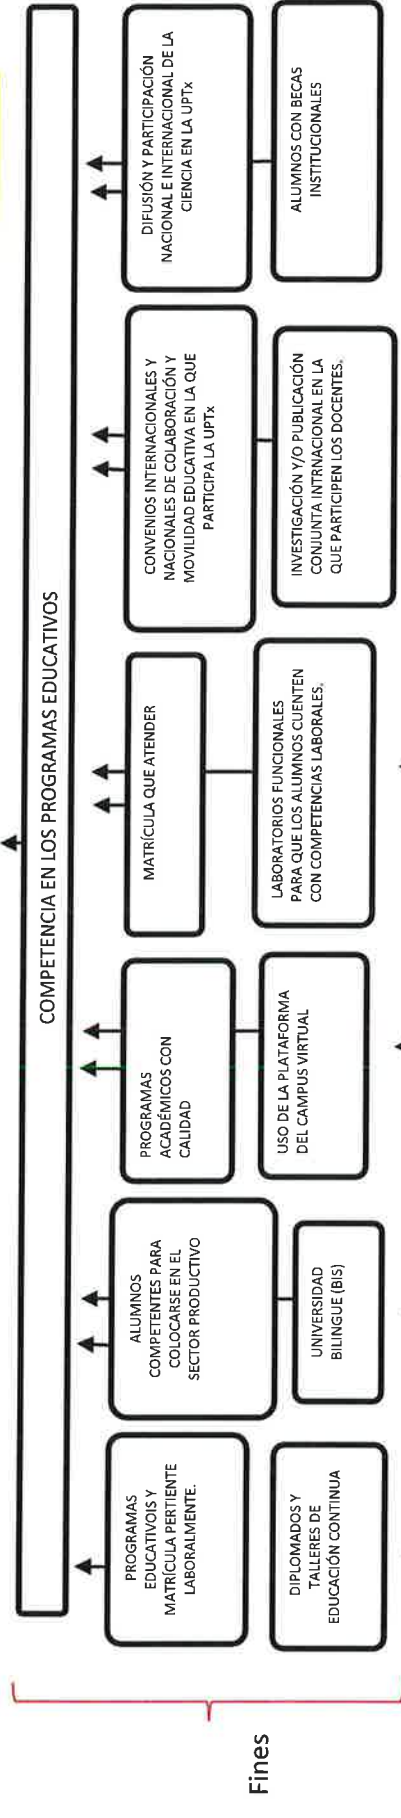 COMPETENCIA EN LOS PROGRAMAS EDUCATIVOS
PROGRAMAS
EDUCATIVOIS Y
MATRÍCULA PERTIENTE
LABORALMENTE.
ALUMNOS
COMPETENTES PARA
COLOCARSE EN EL
SECTOR PRODUCTIVO
PROGRAMAS
ACADÉMICOS CON
CALIDAD
MATRÍCULA QUE ATENDER
CONVENIOS INTERNACIONALES Y
NACIONALES DE COLABORACIÓN Y
MOVILIDAD EDUCATIVA EN LA QUE
PARTICIPA LA UPTx
DIFUSIÓN Y PARTICIPACIÓN
NACIONAL E INTERNACIONAL DE LA
CIENCIA EN LA UPTx
Fines
DIPLOMADOS Y
TALLERES DE
EDUCACIÓN CONTINUA
UNIVERSIDAD
BILINGUE (BIS)
USO DE LA PLATAFORMA
DEL CAMPUS VIRTUAL
LABORATORIOS FUNCIONALES
PARA QUE LOS ALUMNOS CUENTEN
CON COMPETENCIAS LABORALES.
INVESTIGACIÓN Y/O PUBLICACIÓN
CONJUNTA INTRNACIONAL EN LA
QUE PARTICIPEN LOS DOCENTES.
ALUMNOS CON BECAS
INSTITUCIONALES